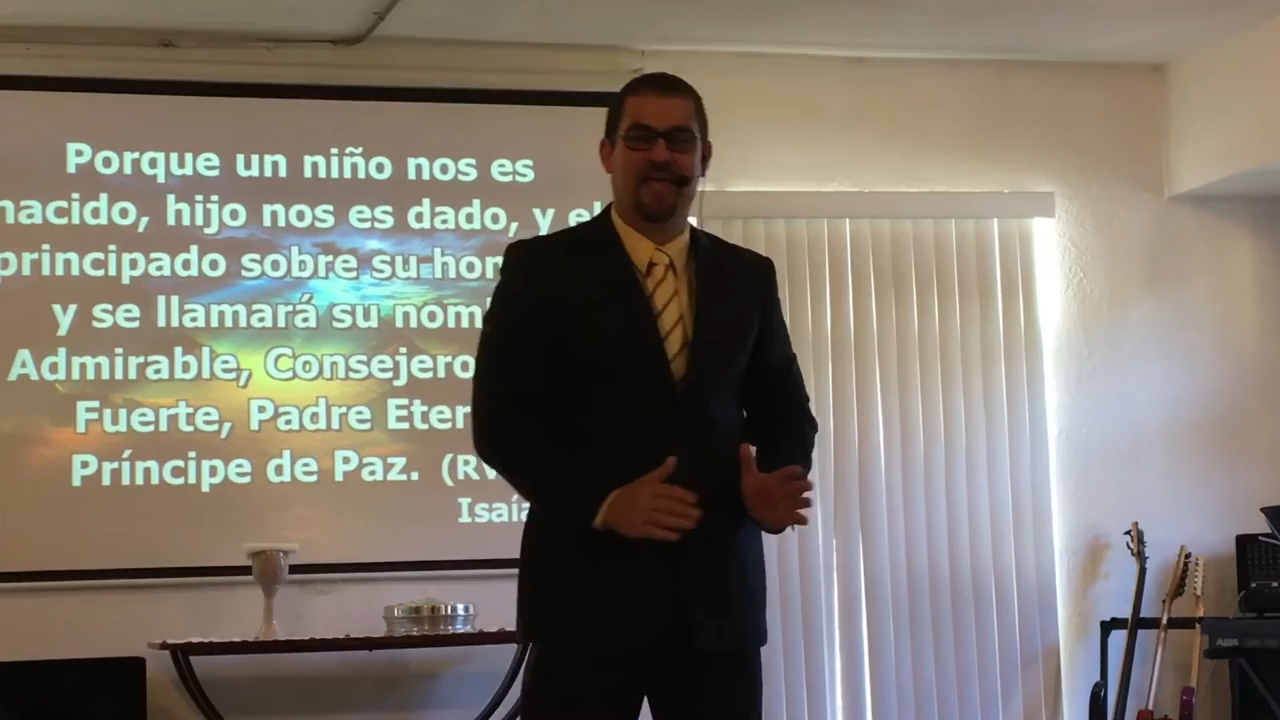 Porque un niño nos es
nacido, hijo nos es dado, y el
principado sobre su hom
y se llamará su nom
Admirable, Consejero
Fuerte, Padre Eter
Príncipe de Paz. (RV
Isaía